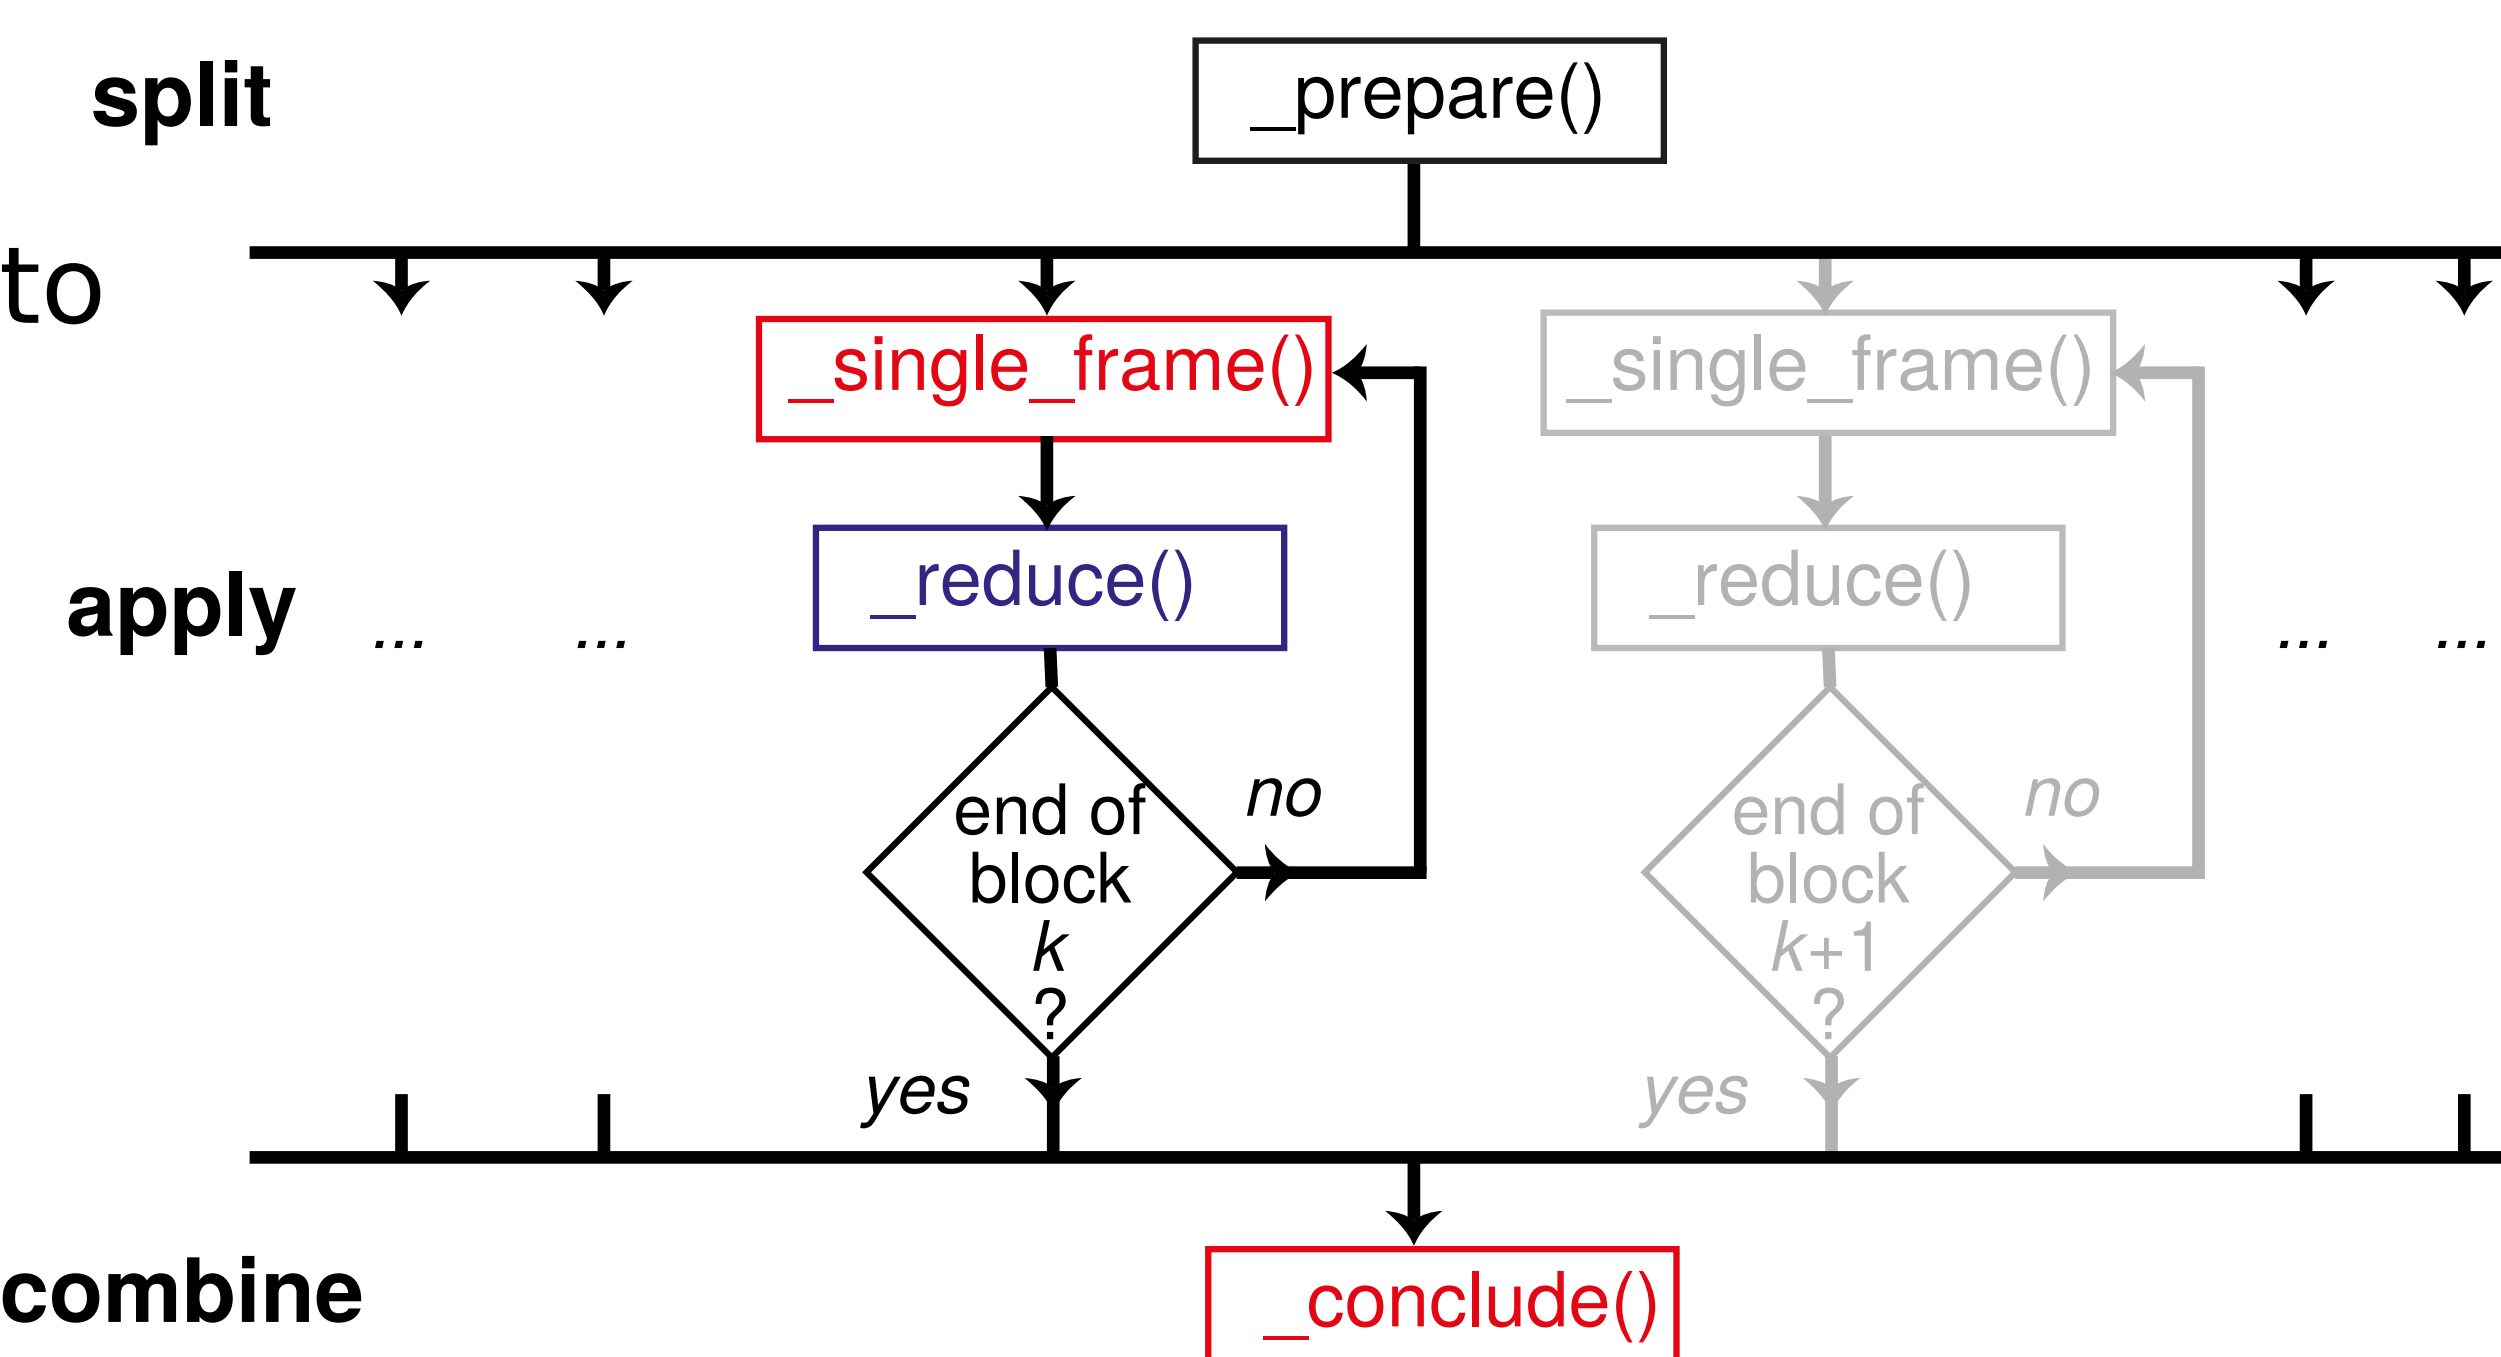 split
_prepare()
to
_single_frame()
_single_frame()
apply
...
...
_reduce()
_reduce()
...
...
end of
block
k
?
no
yes
end of
block
k+1
?
no
yes
combine
_conclude()